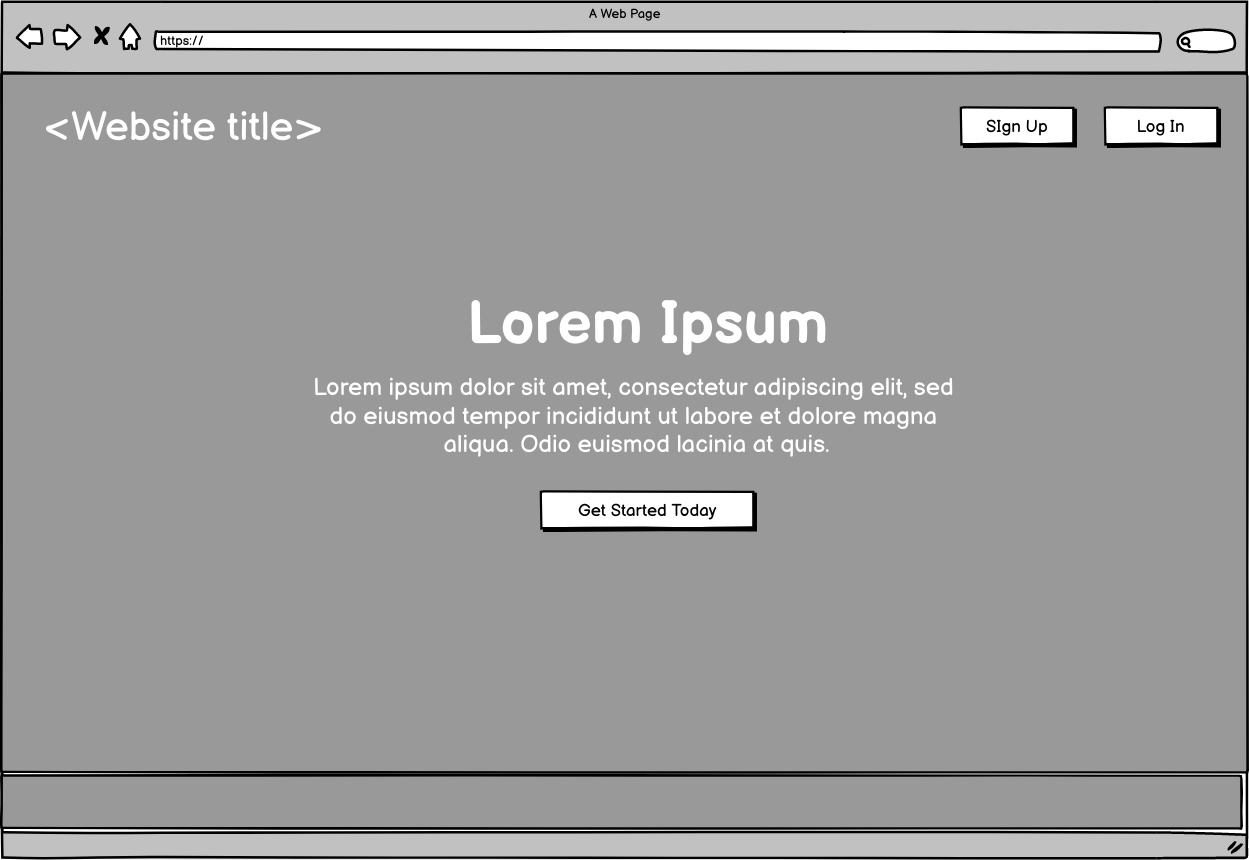 A Web Page
https://
<Website title>
SIgn Up
Log In
Lorem Ipsum
Lorem ipsum dolor sit amet, consectetur adipiscing elit, sed
do eiusmod tempor incididunt ut labore et dolore magna
aliqua. Odio euismod lacinia at quis.
Get Started Today